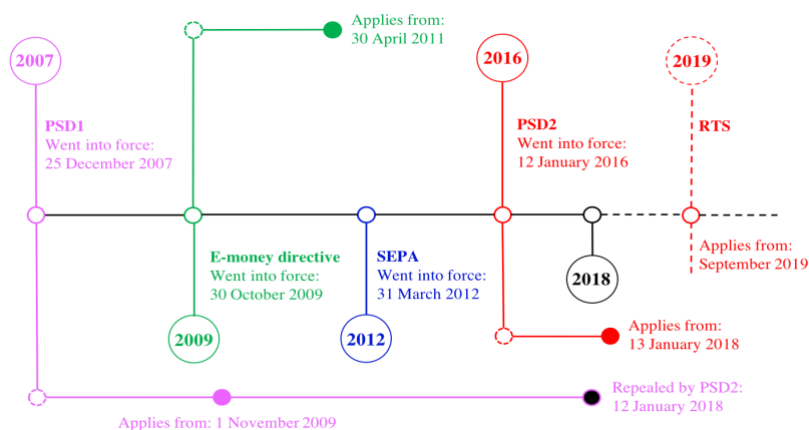 Applies from:
30 April 2011
2007
2016
2019
PSD1
Went into force:
25 December 2007
PSD2
Went into force:
12 January 2016
RTS
E-money directive
Went into force:
30 October 2009
SEPA
Went into force:
31 March 2012
Applies from:
September 2019
2018
2009
2012
Applies from:
13 January 2018
Repealed by PSD2:
12 January 2018
Applies from: 1 November 2009